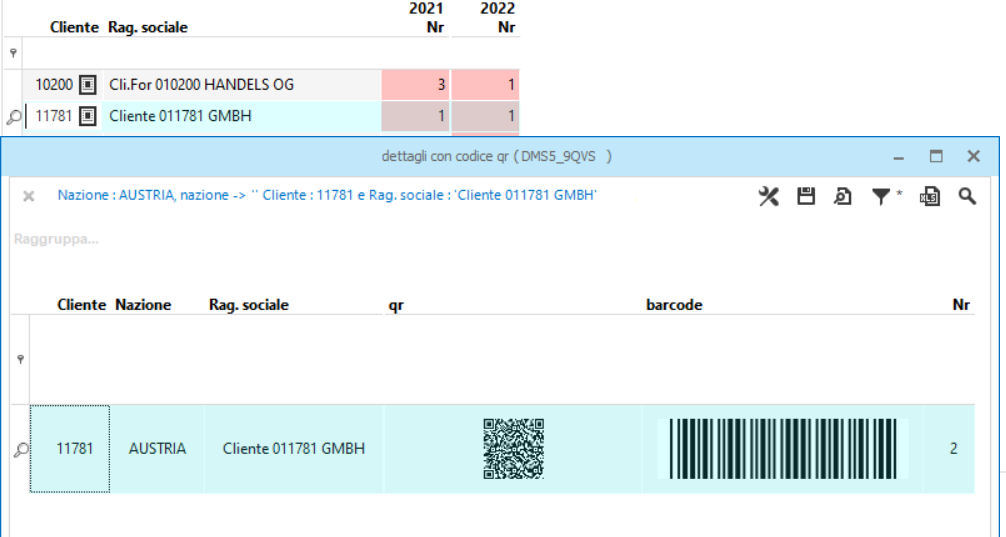 2021 2022
Cliente Rag. sociale Nr Nr
10200 Cli.For 010200 HANDELS OG 3 1
11781 Cliente 011781 GMBH 1 1
dettagli con codice qr ( DMS5_9QVS )
Nazione : AUSTRIA, nazione -> '' Cliente : 11781 e Rag. sociale : 'Cliente 011781 GMBH'
* XLS
Raggruppa...
Cliente Nazione Rag. sociale qr barcode Nr
11781 AUSTRIA Cliente 011781 GMBH 2